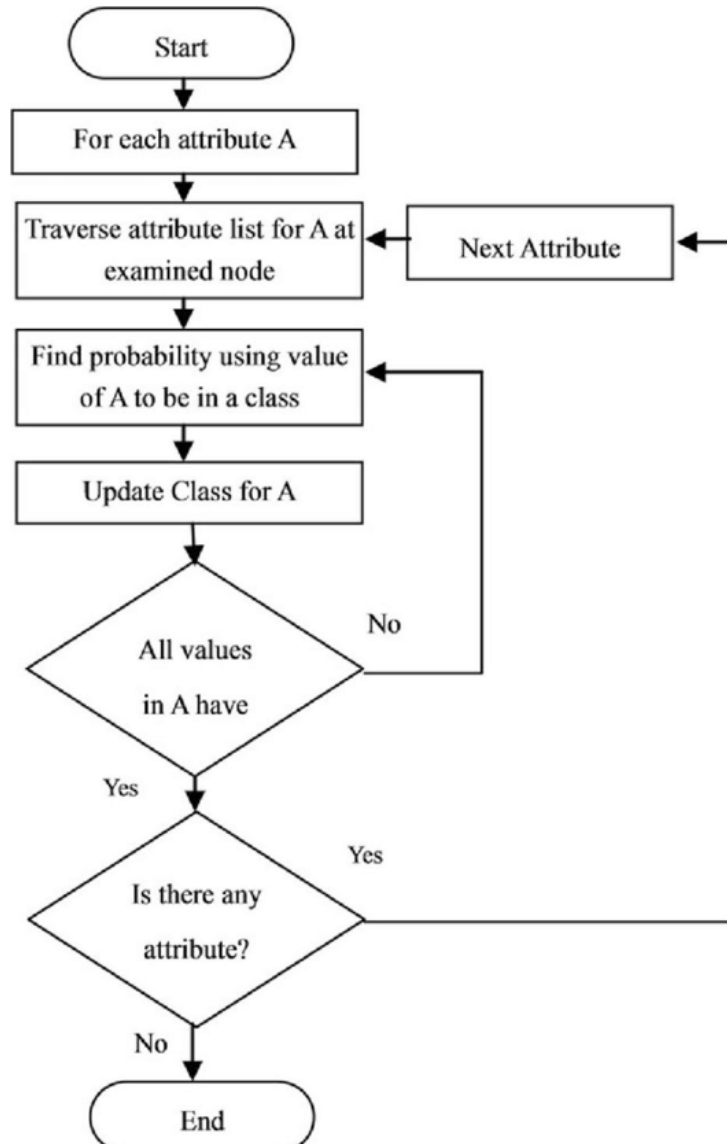 Start
For each attribute A
Traverse attribute list for A at
examined node
Next Attribute
Find probability using value
of A to be in a class
Update Class for A
No
All values
in A have
Yes
Yes
Is there any
attribute?
No
End